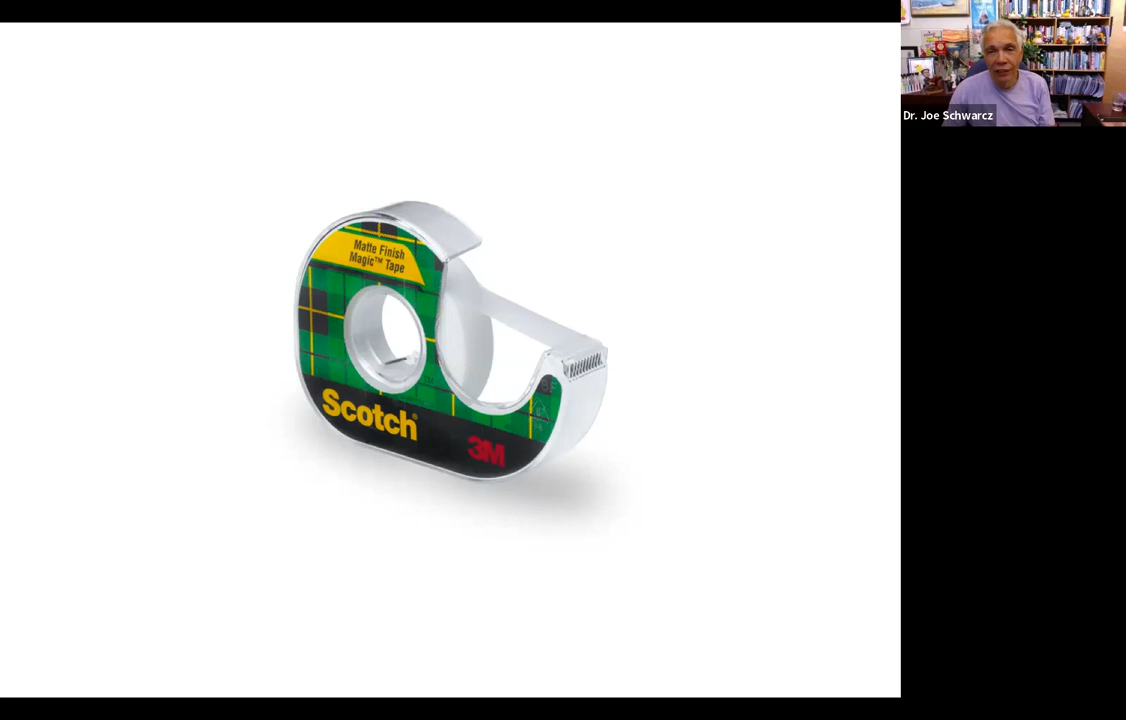 Matte Finish
Magic™ Tape
Scotch®
3M
Dr. Joe Schwarcz